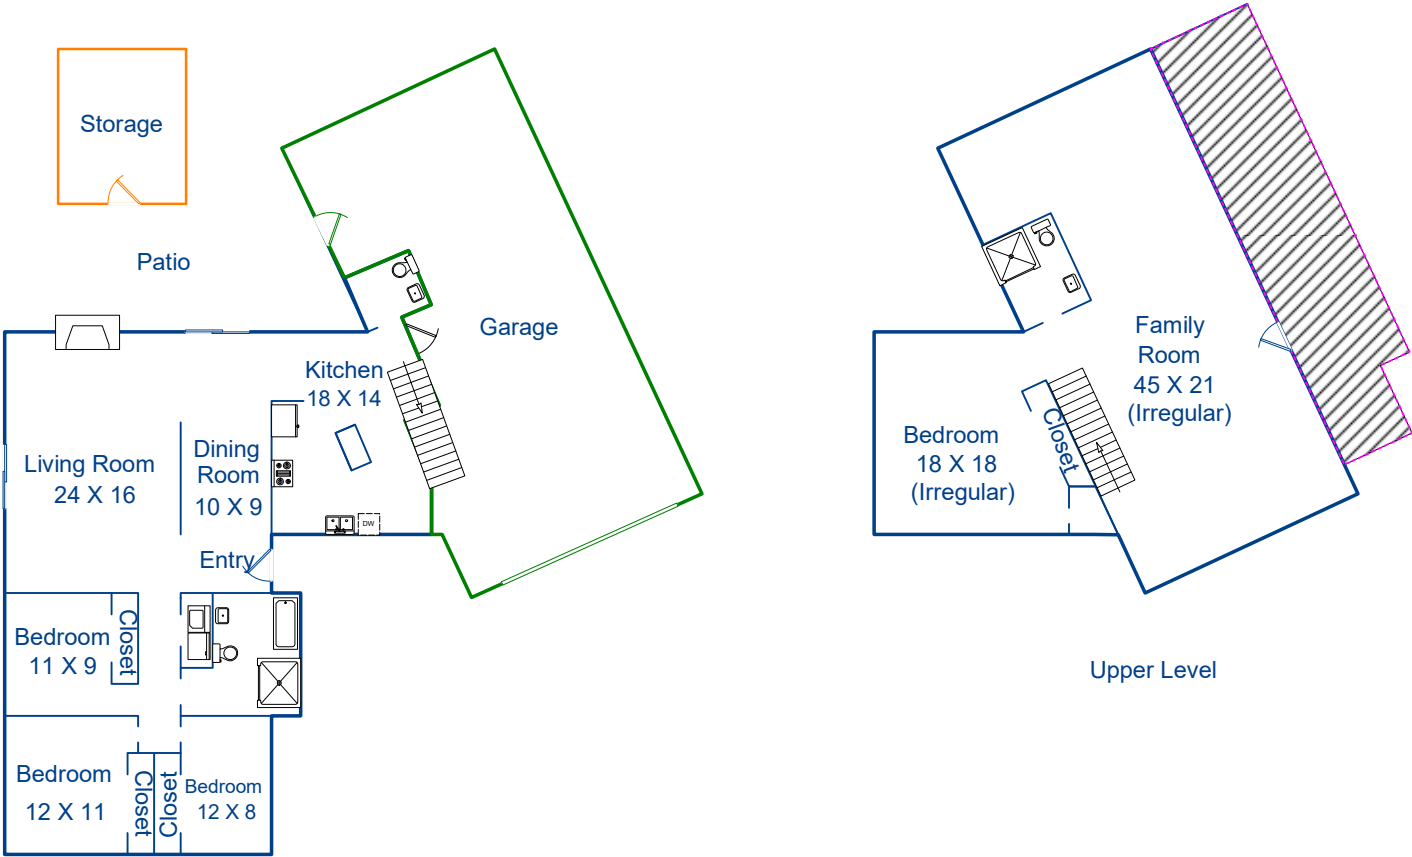 Storage
Patio
Garage
Kitchen
18 X 14
Living Room
24 X 16
Dining
Room
10 X 9
DW
Entry
Bedroom
11 X 9
Closet
Bedroom
12 X 11
Closet
Closet
Bedroom
12 X 8
Family
Room
45 X 21
(Irregular)
Closet
Bedroom
18 X 18
(Irregular)
Upper Level